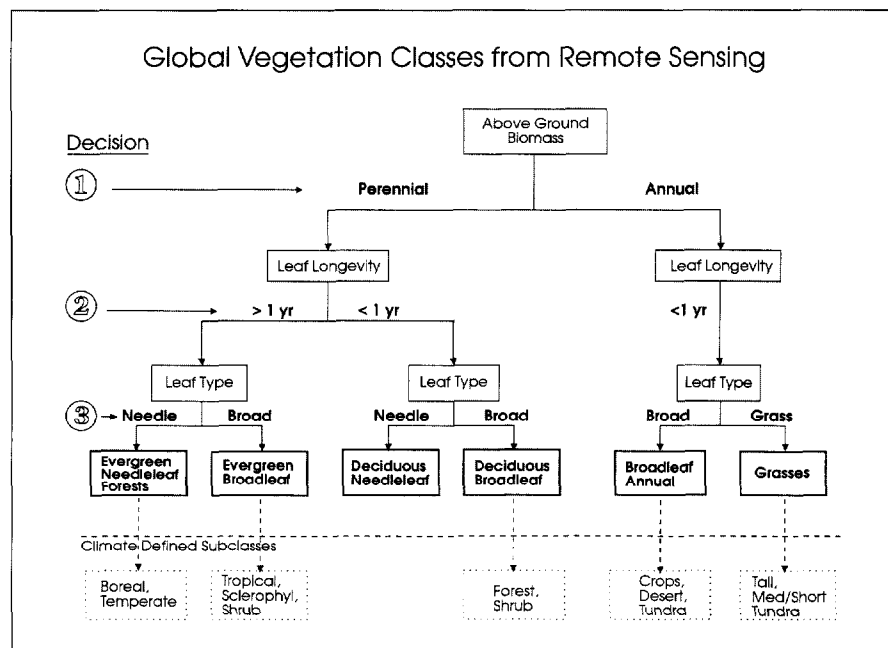 Global Vegetation Classes from Remote Sensing
Above Ground
Biomass
Decision
1
Perennial
Annual
Leaf Longevity
Leaf Longevity
2
> 1 yr
< 1 yr
<1 yr
Leaf Type
Leaf Type
Leaf Type
3
Needle
Broad
Needle
Broad
Broad
Grass
Evergreen
Needleleaf
Forests
Evergreen
Broadleaf
Deciduous
Needleleaf
Deciduous
Broadleaf
Broadleaf
Annual
Grasses
Climate Defined Subclasses
Boreal,
Temperate
Tropical,
Sclerophyl,
Shrub
Forest,
Shrub
Crops,
Desert,
Tundra
Tall,
Med/Short
Tundra